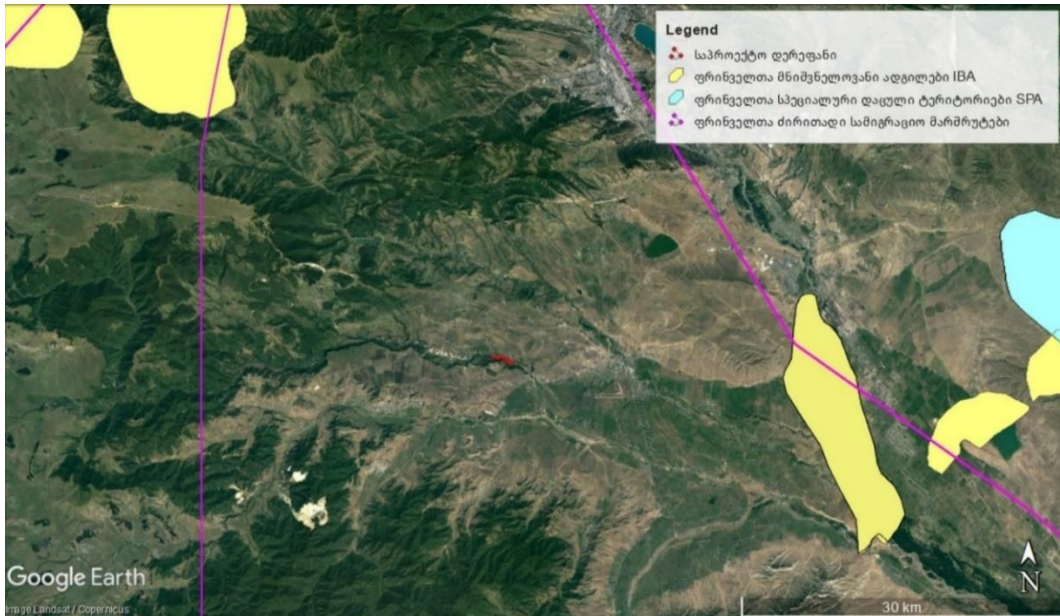 Legend
საპროექტო დერეფანი
ფრინველთა მნიშვნელოვანი ადგილები IBA
ფრინველთა სპეციალური დაცული ტერიტორიები SPA
ფრინველთა ძირითადი სამიგრაციო მარშრუტები
Google Earth
N
Image Landsat / Copernicus
30 km